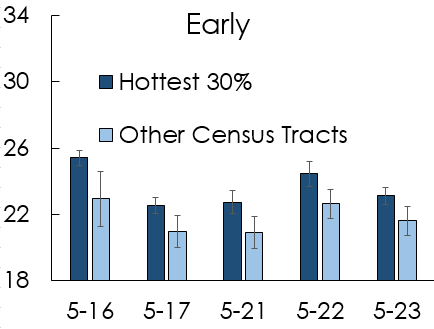 Early
34
30
26
22
18
Hottest 30%
Other Census Tracts
5-16 5-17 5-21 5-22 5-23